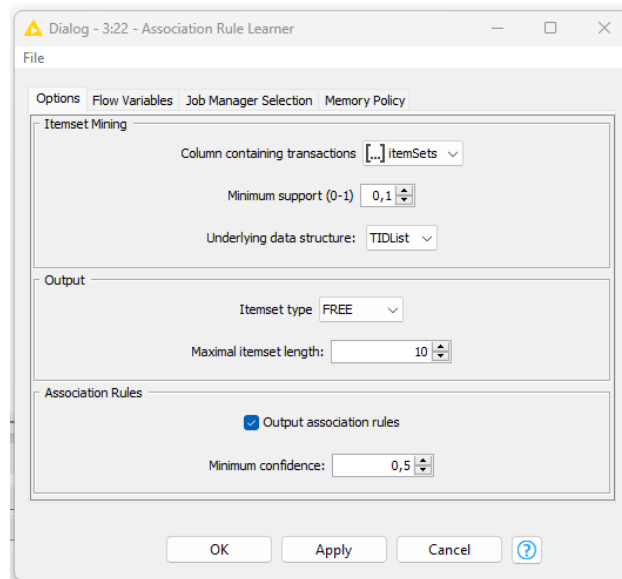 Dialog - 3:22 - Association Rule Learner
File
Options Flow Variables Job Manager Selection Memory Policy
Itemset Mining
Column containing transactions [...] itemSets
Minimum support (0-1) 0,1
Underlying data structure: TIDList
Output
Itemset type FREE
Maximal itemset length: 10
Association Rules
Output association rules
Minimum confidence: 0,5
OK Apply Cancel ?